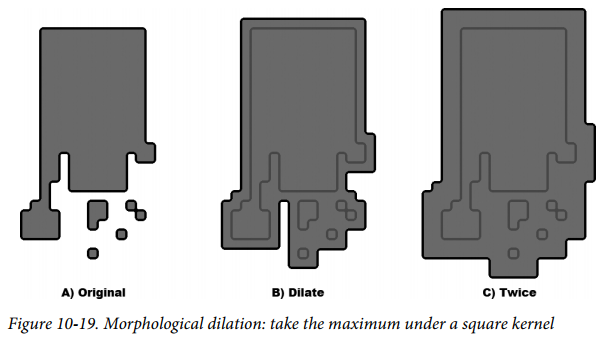 A) Original
B) Dilate
C) Twice
Figure 10-19. Morphological dilation: take the maximum under a square kernel